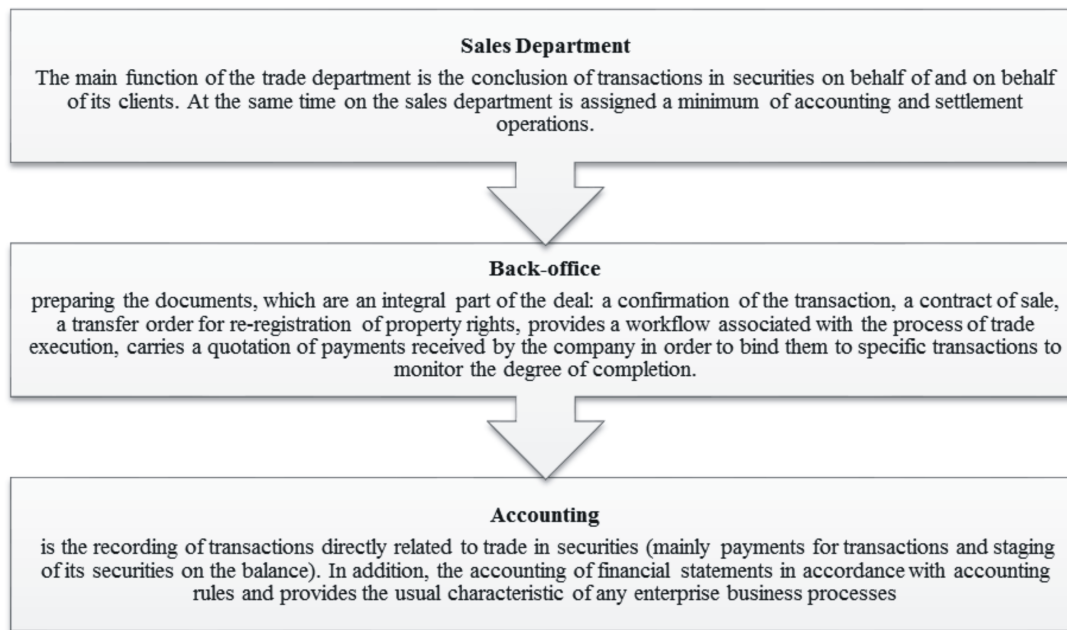 Sales Department
The main function of the trade department is the conclusion of transactions in securities on behalf of and on behalf
of its clients. At the same time on the sales department is assigned a minimum of accounting and settlement
operations.
Back-office
preparing the documents, which are an integral part of the deal: a confirmation of the transaction, a contract of sale,
a transfer order for re-registration of property rights, provides a workflow associated with the process of trade
execution, carries a quotation of payments received by the company in order to bind them to specific transactions to
monitor the degree of completion.
Accounting
is the recording of transactions directly related to trade in securities (mainly payments for transactions and staging
of its securities on the balance). In addition, the accounting of financial statements in accordance with accounting
rules and provides the usual characteristic of any enterprise business processes